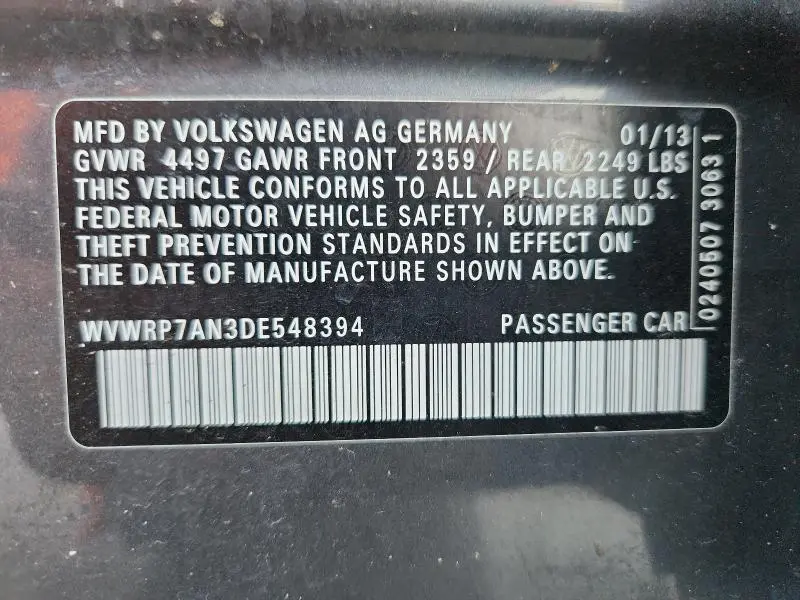 MFD BY VOLKSWAGEN AG GERMANY 01/13
GVWR 4497 GAWR FRONT 2359 / REAR 2249 LBS
THIS VEHICLE CONFORMS TO ALL APPLICABLE U.S.
FEDERAL MOTOR VEHICLE SAFETY, BUMPER AND
THEFT PREVENTION STANDARDS IN EFFECT ON
THE DATE OF MANUFACTURE SHOWN ABOVE.
WVWRP7AN3DE548394 PASSENGER CAR
0240507 3063 1